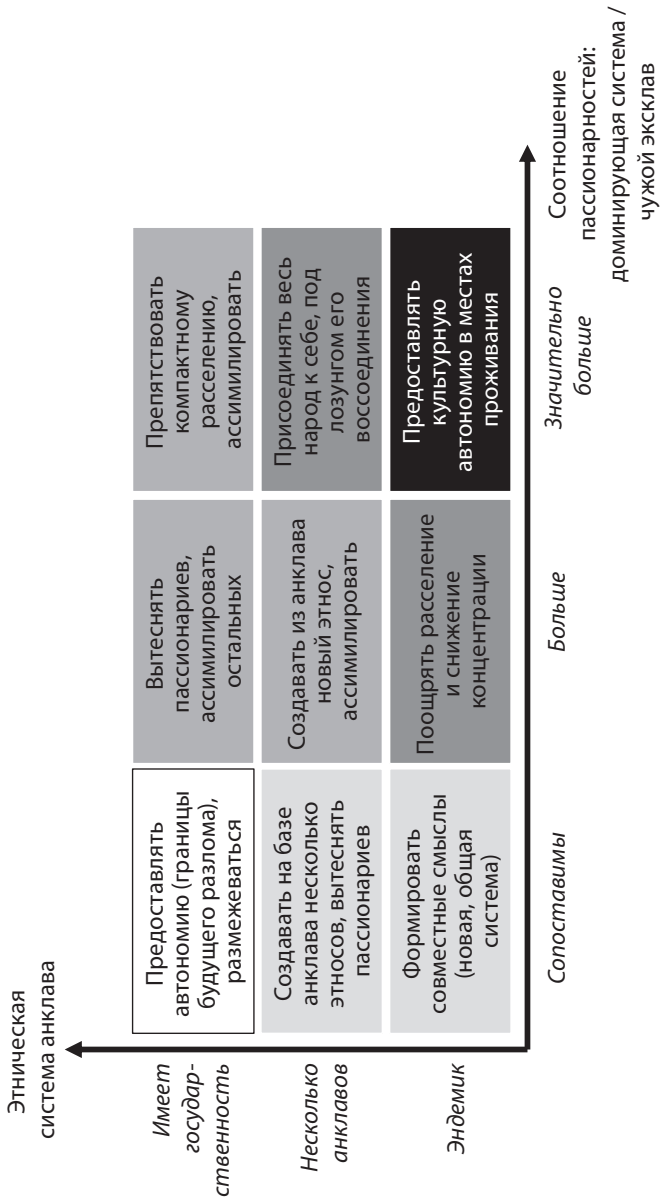 Этническая
система анклава
Имеет
государ-
ственность
Предоставлять
автономию (границы
будущего разлома),
размежеваться
Вытеснять
пассионариев,
ассимилировать
остальных
Препятствовать
компактному
расселению,
ассимилировать
Несколько
анклавов
Создавать на базе
анклава несколько
этносов, вытеснять
пассионариев
Создавать из анклава
новый этнос,
ассимилировать
Присоединять весь
народ к себе, под
лозунгом его
воссоединения
Эндемик
Формировать
совместные смыслы
(новая, общая
система)
Поощрять расселение
и снижение
концентрации
Предоставлять
культурную
автономию в местах
проживания
Сопоставимы
Больше
Значительно
больше
Соотношение
пассионарностей:
доминирующая система /
чужой эксклав